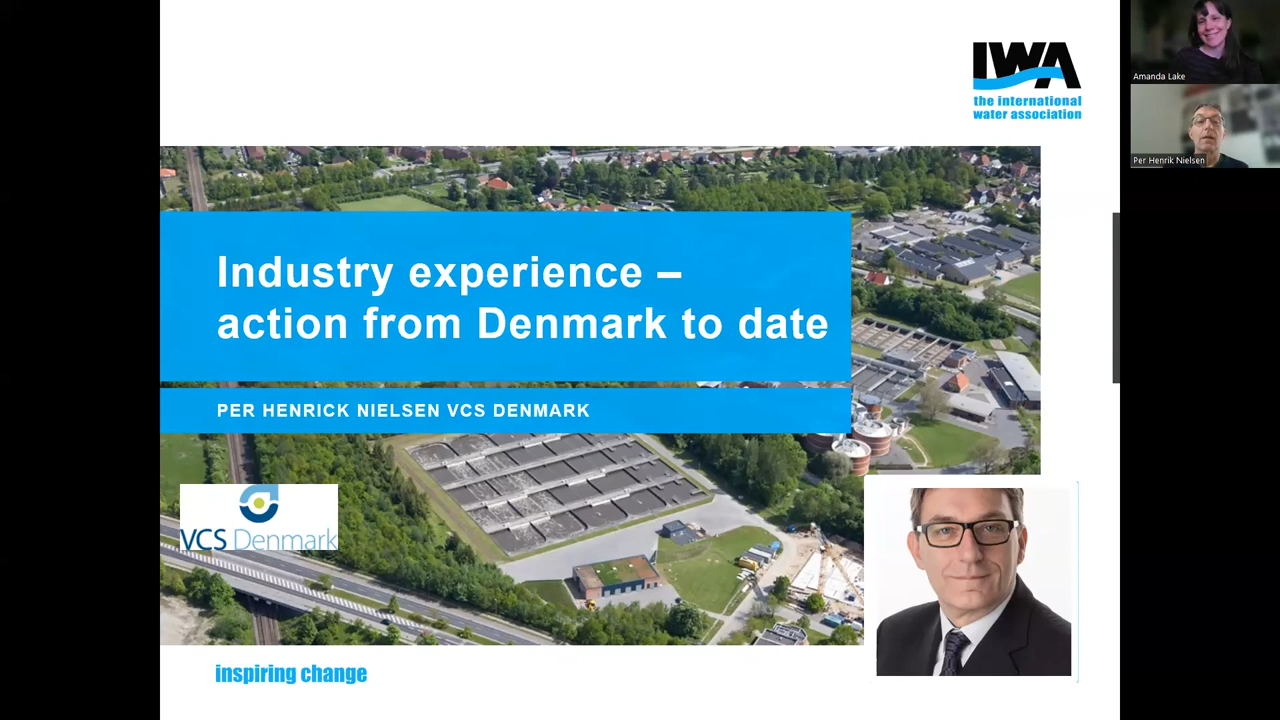 IWA
the international
water association
Amanda Lake
Per Henrik Nielsen
Industry experience –
action from Denmark to date
PER HENRICK NIELSEN VCS DENMARK
VCS Denmark
inspiring change